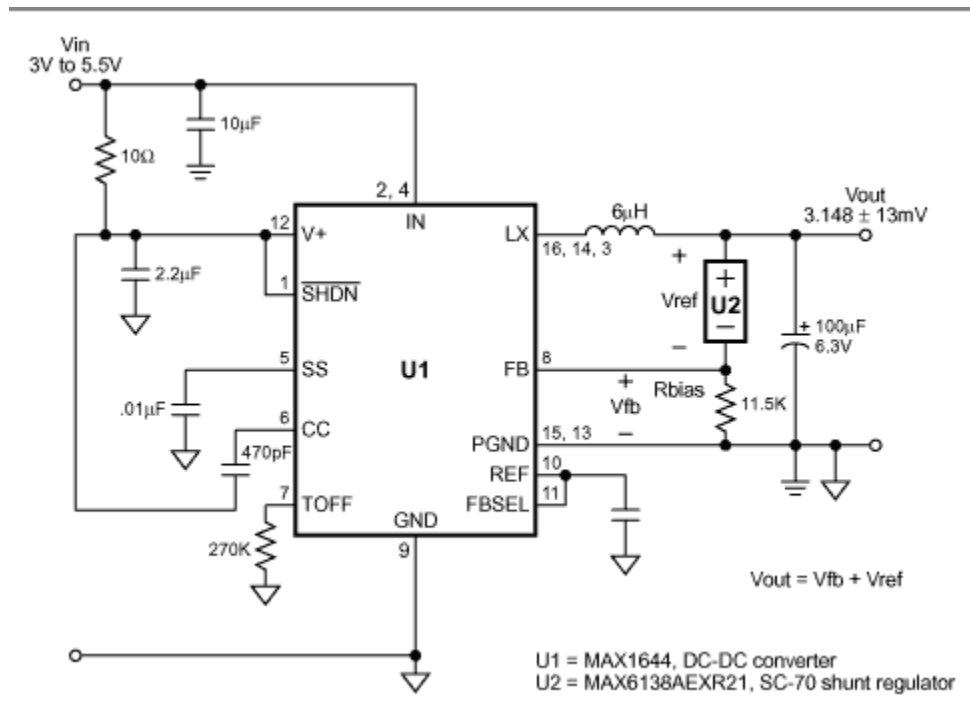 Vin
3V to 5.5V
10µF
10Ω
2, 4
IN
Vout
3.148 ± 13mV
6µH
12
V+
LX
16, 14, 3
2.2µF
1
SHDN
+
Vref
−
+
U2
−
+
100µF
6.3V
5
SS
U1
FB
8
.01µF
+
Vfb
−
Rbias
11.5K
6
CC
470pF
PGND
15, 13
REF
10
7
TOFF
FBSEL
11
270K
GND
9
Vout = Vfb + Vref
U1 = MAX1644, DC-DC converter
U2 = MAX6138AEXR21, SC-70 shunt regulator